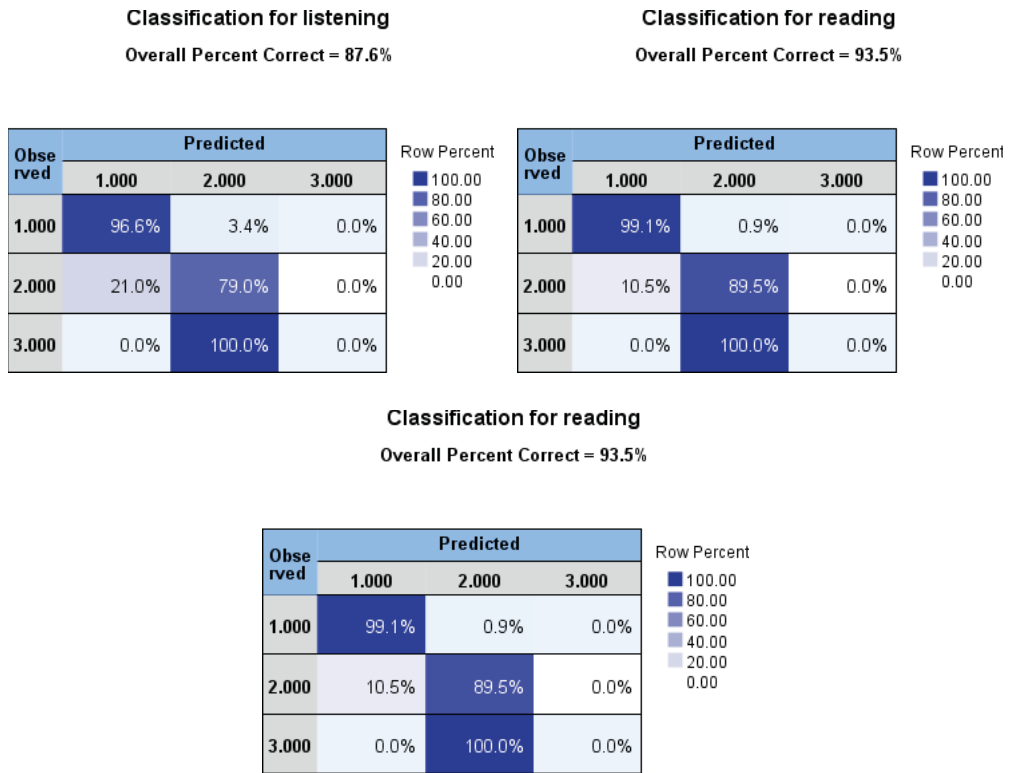 Classification for listening
Overall Percent Correct = 87.6%
Obse
rved
Predicted
1.000 2.000 3.000
1.000 96.6% 3.4% 0.0%
2.000 21.0% 79.0% 0.0%
3.000 0.0% 100.0% 0.0%
Row Percent
100.00
80.00
60.00
40.00
20.00
0.00
Classification for reading
Overall Percent Correct = 93.5%
Obse
rved
Predicted
1.000 2.000 3.000
1.000 99.1% 0.9% 0.0%
2.000 10.5% 89.5% 0.0%
3.000 0.0% 100.0% 0.0%
Row Percent
100.00
80.00
60.00
40.00
20.00
0.00
Classification for reading
Overall Percent Correct = 93.5%
Obse
rved
Predicted
1.000 2.000 3.000
1.000 99.1% 0.9% 0.0%
2.000 10.5% 89.5% 0.0%
3.000 0.0% 100.0% 0.0%
Row Percent
100.00
80.00
60.00
40.00
20.00
0.00